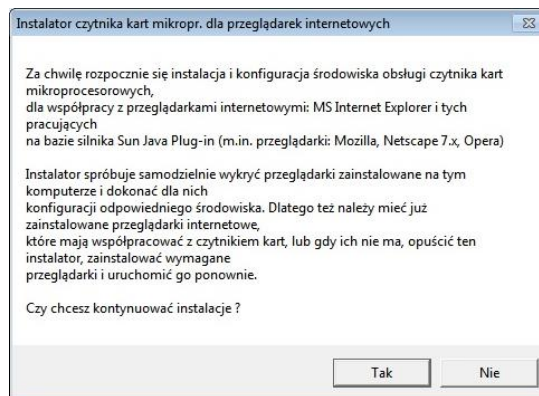 Instalator czytnika kart mikropr. dla przeglądarek internetowych
Za chwilę rozpocznie się instalacja i konfiguracja środowiska obsługi czytnika kart
mikroprocesorowych,
dla współpracy z przeglądarkami internetowymi: MS Internet Explorer i tych
pracujących
na bazie silnika Sun Java Plug-in (m.in. przeglądarki: Mozilla, Netscape 7.x, Opera)
Instalator spróbuje samodzielnie wykryć przeglądarki zainstalowane na tym
komputerze i dokonać dla nich
konfiguracji odpowiedniego środowiska. Dlatego też należy mieć już
zainstalowane przeglądarki internetowe,
które mają współpracować z czytnikiem kart, lub gdy ich nie ma, opuścić ten
instalator, zainstalować wymagane
przeglądarki i uruchomić go ponownie.
Czy chcesz kontynuować instalacje ?
Tak
Nie